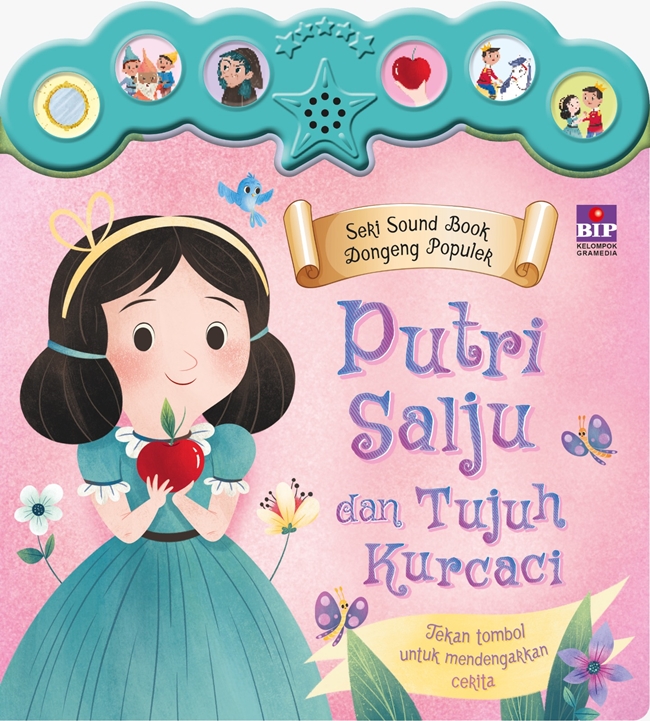 Seri Sound Book
Dongeng Populer
BIP
KELOMPOK
GRAMEDIA
Putri
Salju
dan Tujuh
Kurcaci
Tekan tombol
untuk mendengarkan
cerita